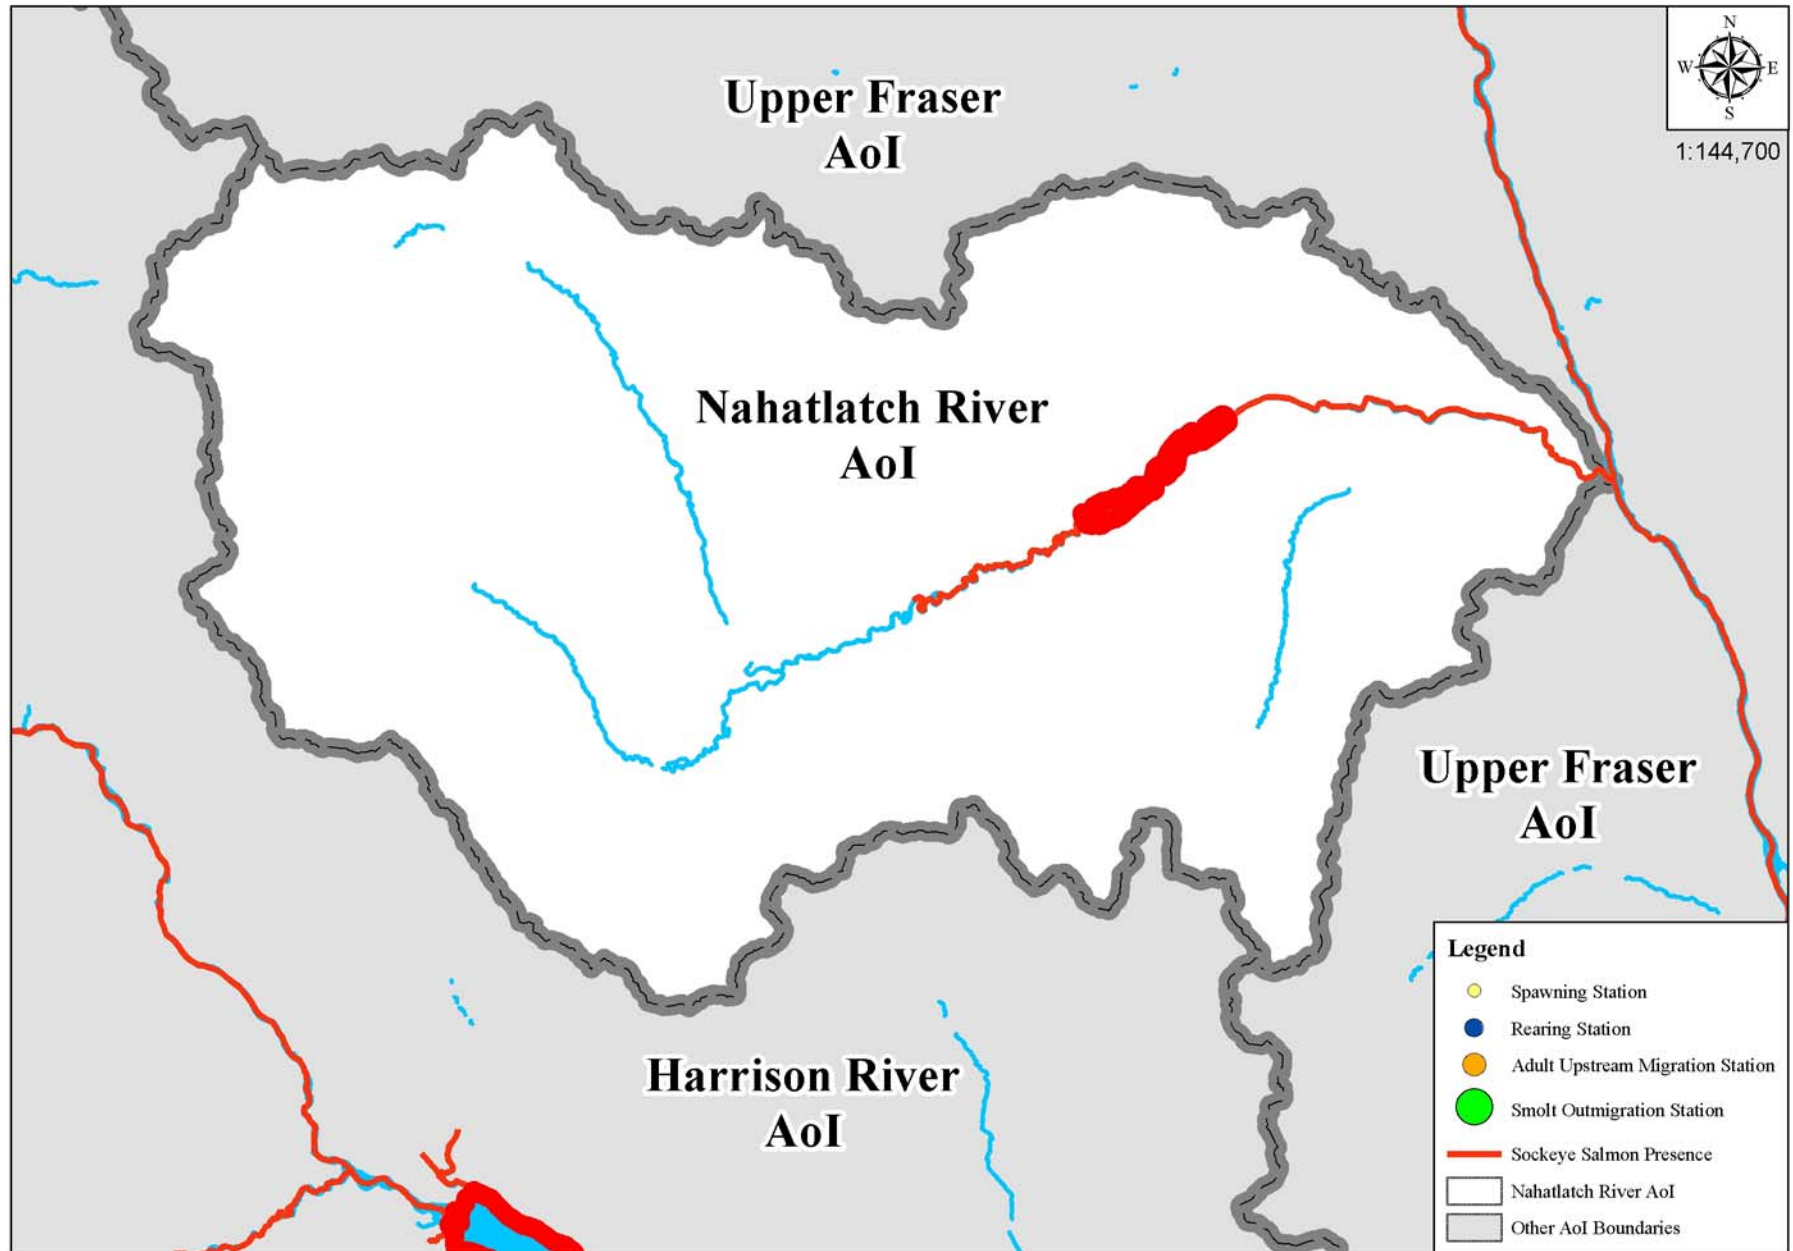 N
W E
S
1:144,700
Upper Fraser
AoI
Nahatlatch River
AoI
Upper Fraser
AoI
Harrison River
AoI
Legend
Spawning Station
Rearing Station
Adult Upstream Migration Station
Smolt Outmigration Station
Sockeye Salmon Presence
Nahatlatch River AoI
Other AoI Boundaries